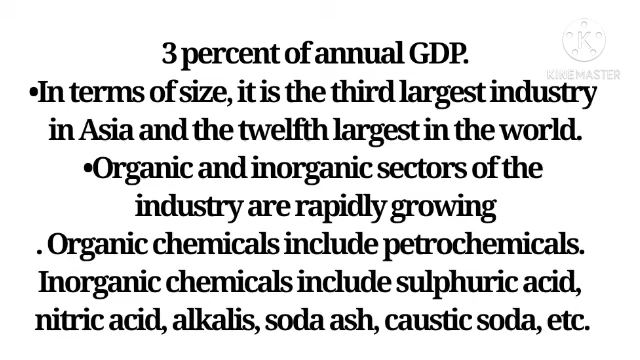 3 percent of annual GDP.
•In terms of size, it is the third largest industry
in Asia and the twelfth largest in the world.
•Organic and inorganic sectors of the
industry are rapidly growing
. Organic chemicals include petrochemicals.
Inorganic chemicals include sulphuric acid,
nitric acid, alkalis, soda ash, caustic soda, etc.
K
KINEMASTER